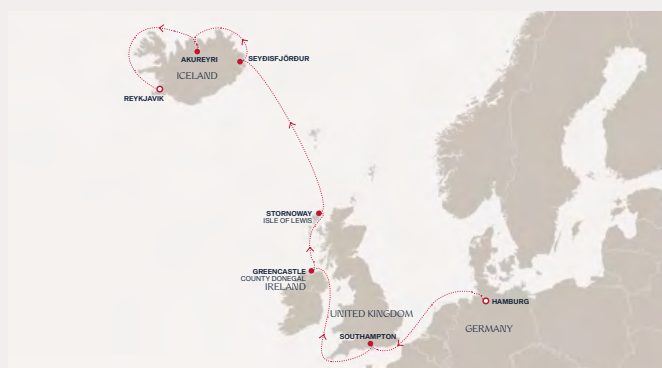 AKUREYRI
SEYÐISFJÖRÐUR
ICELAND
REYKJAVIK
STORNOWAY
ISLE OF LEWIS
GREENCASTLE
COUNTY DONEGAL
IRELAND
HAMBURG
UNITED KINGDOM
GERMANY
SOUTHAMPTON